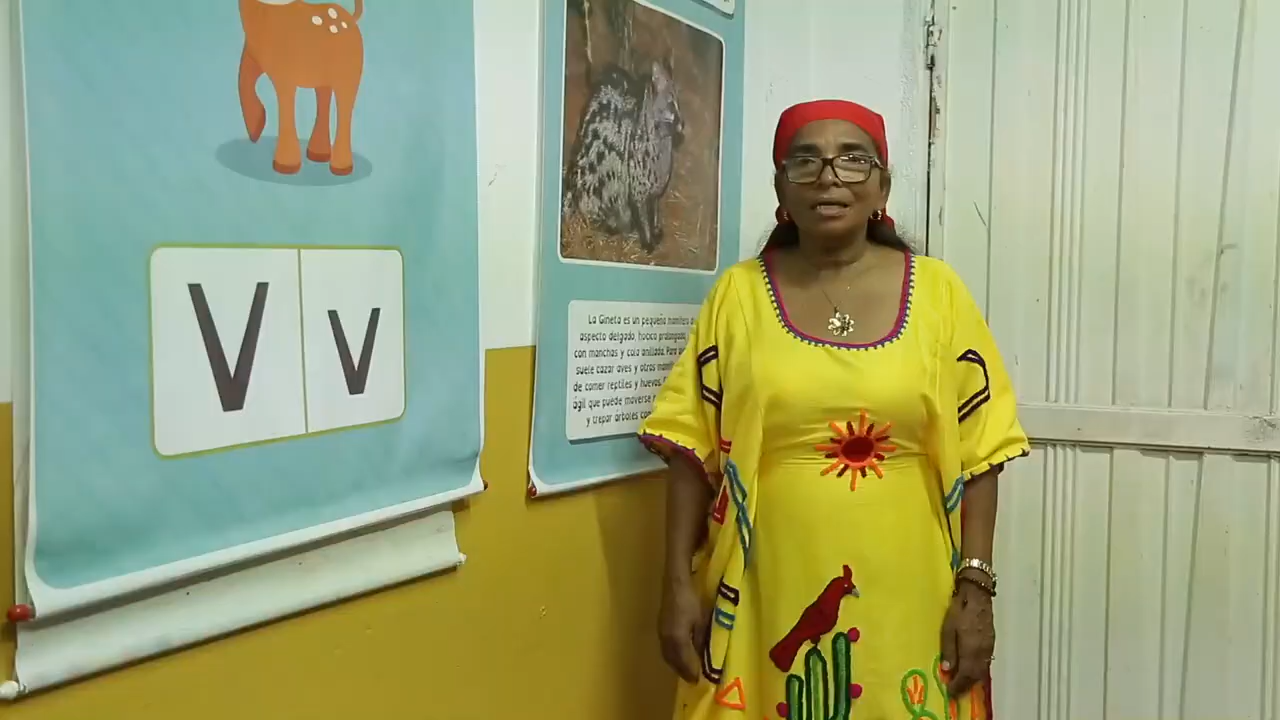 V v
La Gineta es un pequeño mamífero
aspecto delgado, hocico prolongado,
con manchas y cola anillada. Para
suele cazar aves y otros
de comer reptiles y huevos.
ágil que puede moverse
y trepar árboles con